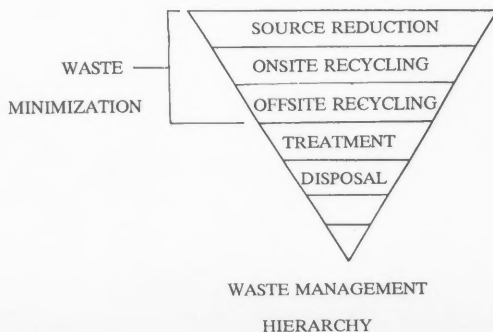 SOURCE REDUCTION
WASTE
ONSITE RECYCLING
MINIMIZATION
OFFSITE RECYCLING
TREATMENT
DISPOSAL
WASTE MANAGEMENT
HIERARCHY